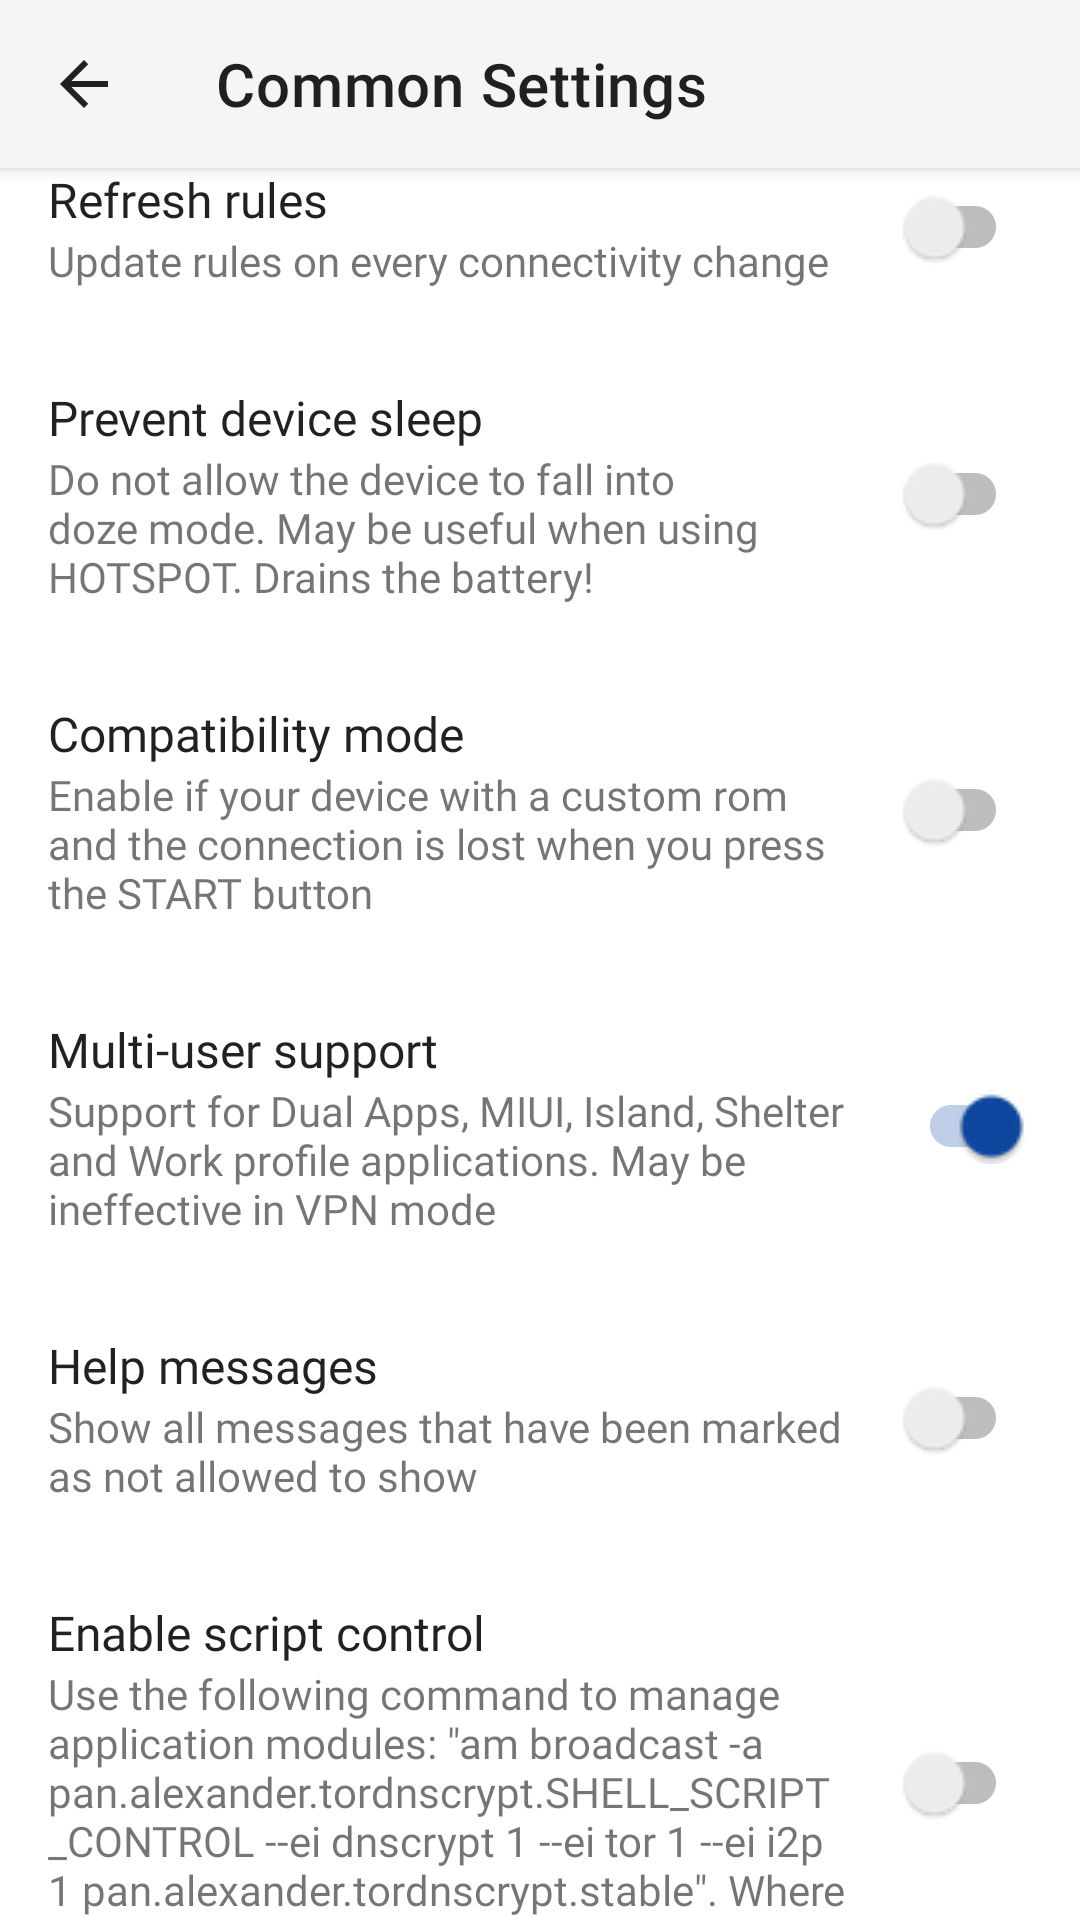 Common Settings
Refresh rules
Update rules on every connectivity change
Prevent device sleep
Do not allow the device to fall into
doze mode. May be useful when using
HOTSPOT. Drains the battery!
Compatibility mode
Enable if your device with a custom rom
and the connection is lost when you press
the START button
Multi-user support
Support for Dual Apps, MIUI, Island, Shelter
and Work profile applications. May be
ineffective in VPN mode
Help messages
Show all messages that have been marked
as not allowed to show
Enable script control
Use the following command to manage
application modules: "am broadcast -a
pan.alexander.tordnscrypt.SHELL_SCRIPT
_CONTROL --ei dnscrypt 1 --ei tor 1 --ei i2p
1 pan.alexander.tordnscrypt.stable". Where